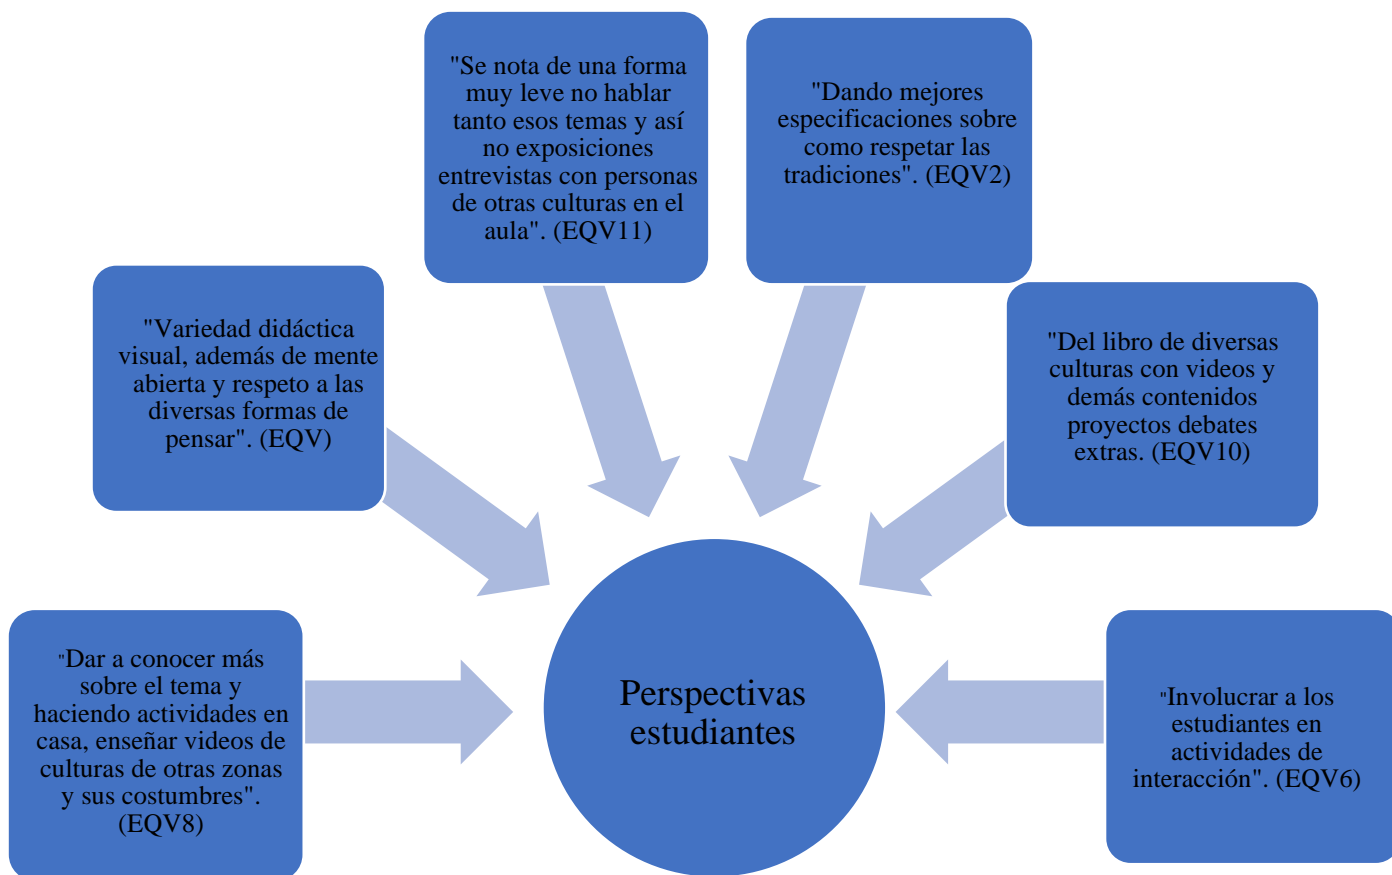 "Se nota de una forma
muy leve no hablar
tanto esos temas y así
no exposiciones
entrevistas con personas
de otras culturas en el
aula". (EQV11)
"Dando mejores
especificaciones sobre
como respetar las
tradiciones". (EQV2)
"Variedad didáctica
visual, además de mente
abierta y respeto a las
diversas formas de
pensar". (EQV)
"Del libro de diversas
culturas con videos y
demás contenidos
proyectos debates
extras. (EQV10)
"Dar a conocer más
sobre el tema y
haciendo actividades en
casa, enseñar videos de
culturas de otras zonas
y sus costumbres".
(EQV8)
Perspectivas
estudiantes
"Involucrar a los
estudiantes en
actividades de
interacción". (EQV6)